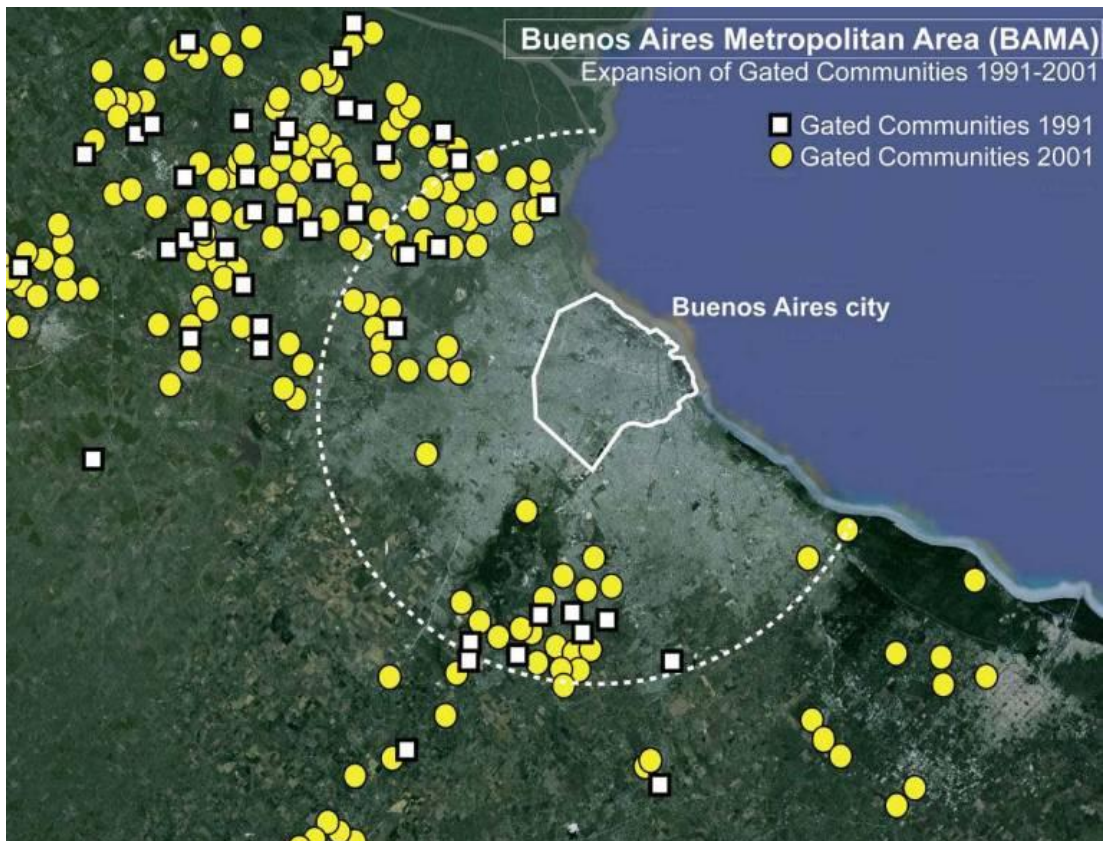 Buenos Aires Metropolitan Area (BAMA)
Expansion of Gated Communities 1991-2001
Gated Communities 1991
Gated Communities 2001
Buenos Aires city